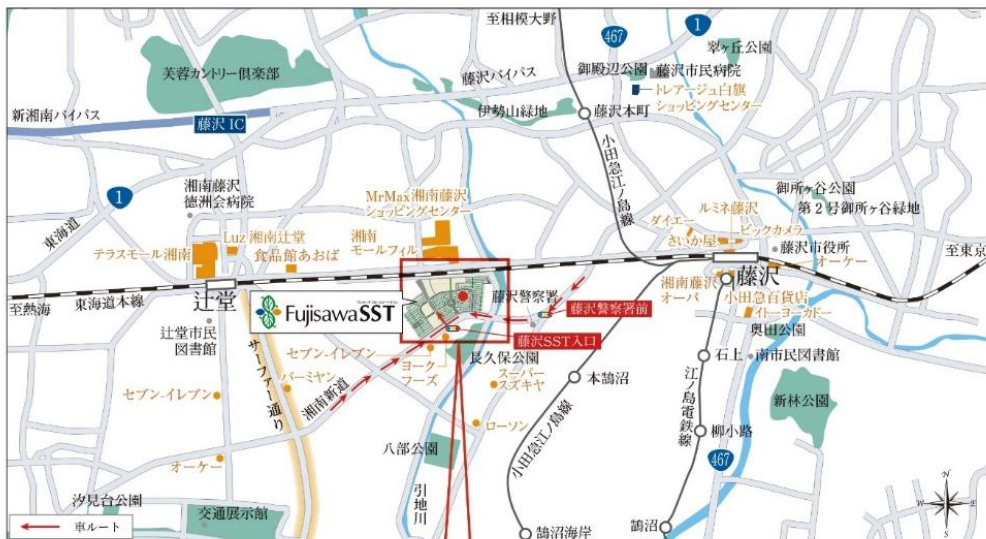 至相模大野
467
1
翠ヶ丘公園
芙蓉カントリー倶楽部
藤沢バイパス
御殿辺公園
藤沢市民病院
トレアージュ白旗
ショッピングセンター
新湘南バイパス
藤沢 IC
伊勢山緑地
藤沢本町
小田急江ノ島線
1
東海道
湘南藤沢
徳洲会病院
MrMax湘南藤沢
ショッピングセンター
御所ヶ谷公園
第2号御所ヶ谷緑地
ルミネ藤沢
ダイエー
ビックカメラ
さいか屋
藤沢市役所
オーケー
至東京
テラスモール湘南
Luz 湘南辻堂
食品館あおば
湘南
モールフィル
藤沢
至熱海
東海道本線
辻堂
FujisawaSST
藤沢警察署
藤沢警察署前
湘南藤沢
オーパ
小田急百貨店
イトーヨーカドー
奥田公園
辻堂市民
図書館
藤沢SST入口
セブン-イレブン
ヨーク
フーズ
長久保公園
スーパー
スズキヤ
石上
南市民図書館
セブン-イレブン
サーファー通り
バーミヤン
湘南新道
本鵠沼
江ノ島電鉄線
新林公園
ローソン
小田急江ノ島線
柳小路
オーケー
八部公園
467
汐見台公園
引地川
交通展示館
車ルート
鵠沼海岸
鵠沼
N
W
E
S